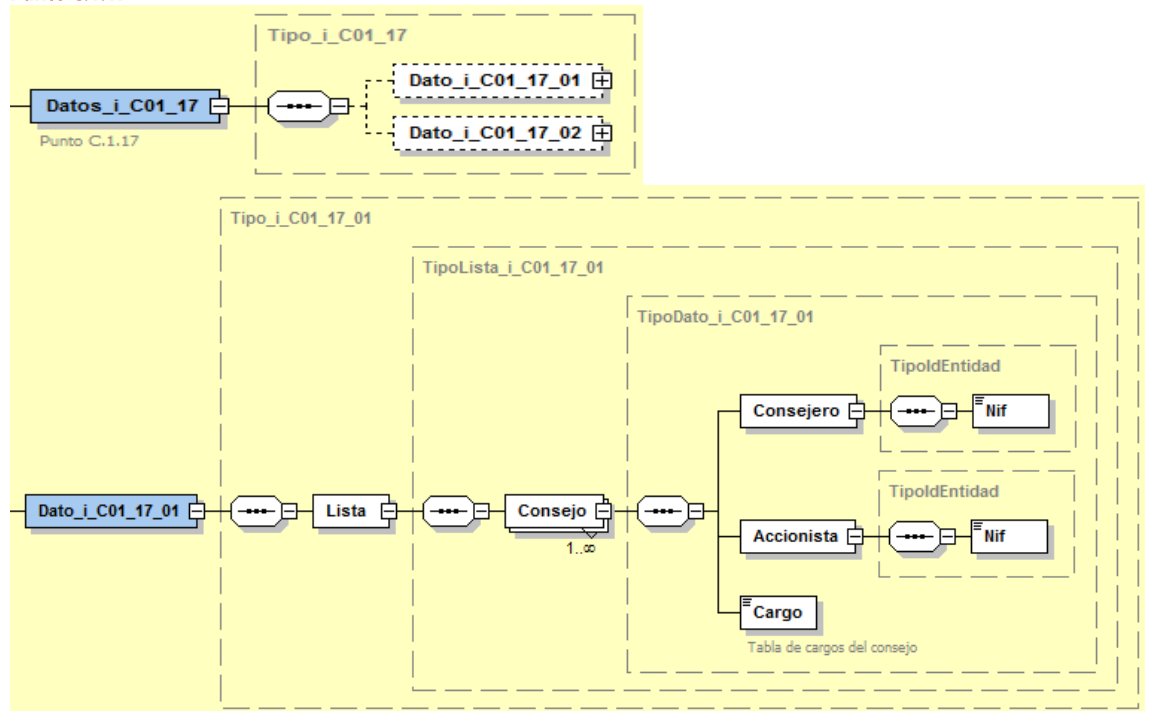 Tipo_i_C01_17
Dato_i_C01_17_01
Datos_i_C01_17
Dato_i_C01_17_02
Punto C.1.17
Tipo_i_C01_17_01
TipoLista_i_C01_17_01
TipoDato_i_C01_17_01
TipoIdEntidad
Consejero
Nif
TipoIdEntidad
Dato_i_C01_17_01
Lista
Consejo
1..∞
Accionista
Nif
Cargo
Tabla de cargos del consejo